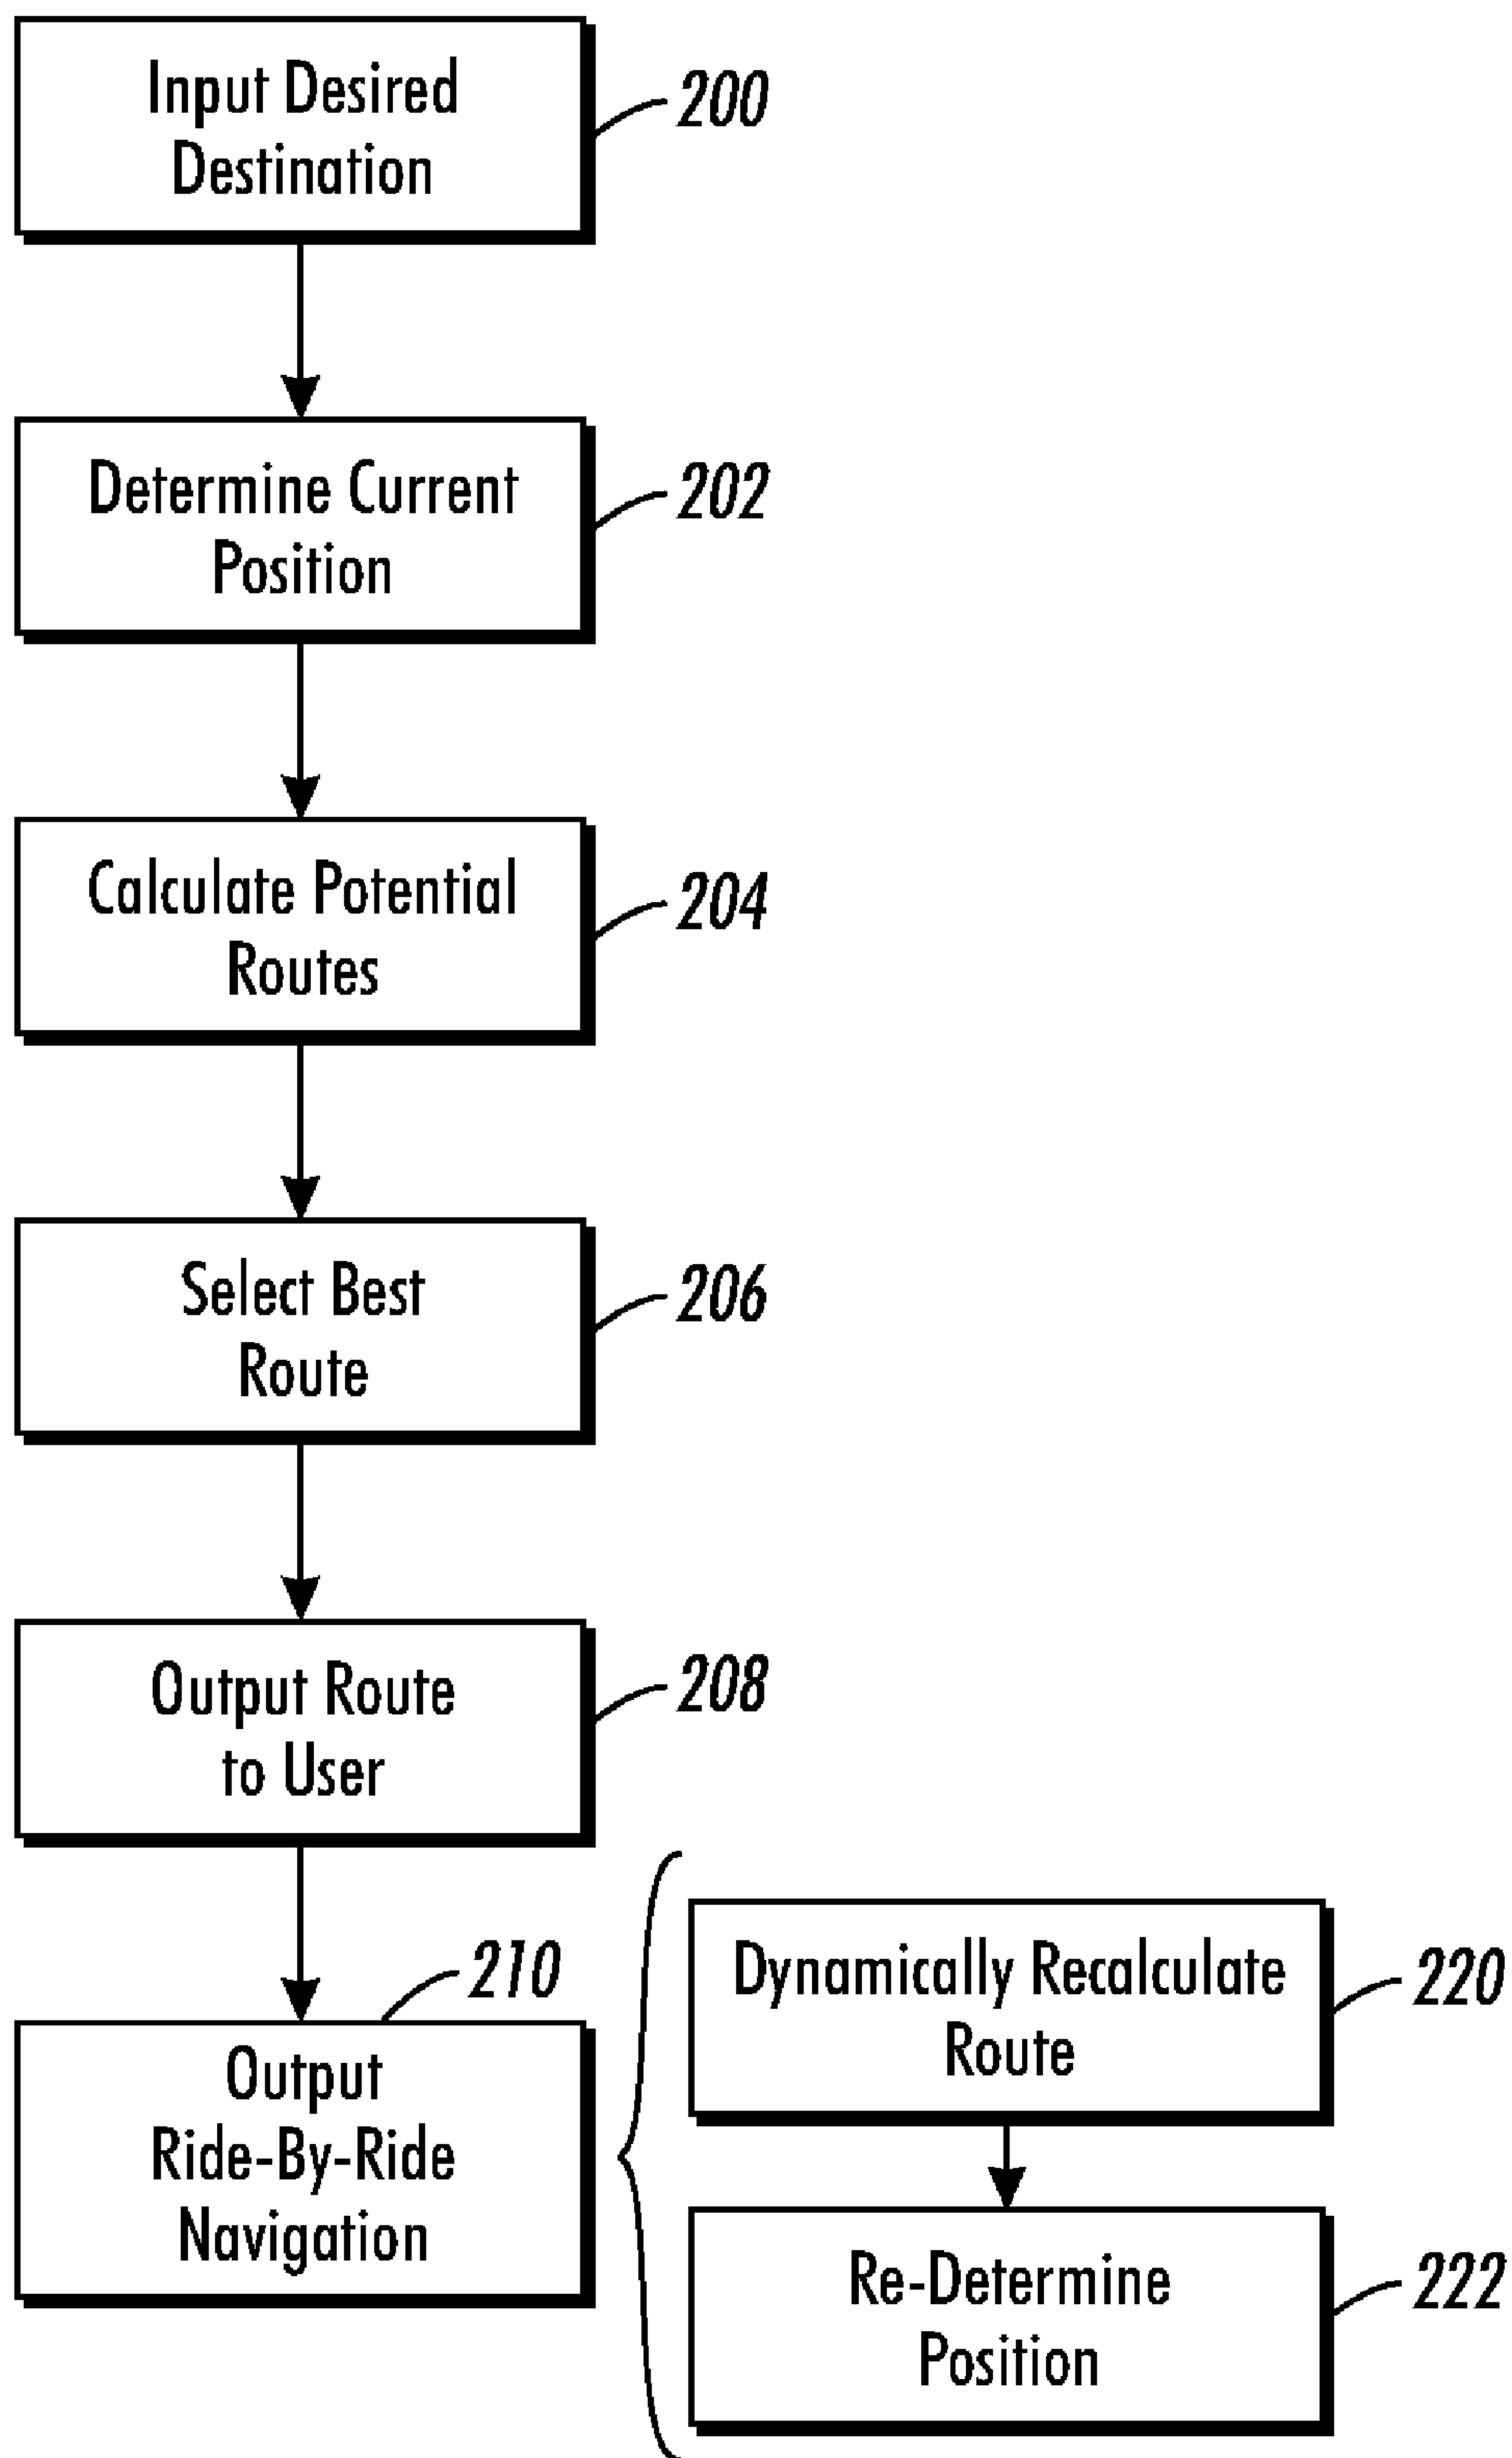 Input Desired
Destination
200
Determine Current
Position
202
Calculate Potential
Routes
204
Select Best
Route
206
Output Route
to User
208
210
Output
Ride-By-Ride
Navigation
Dynamically Recalculate
Route
220
Re-Determine
Position
222